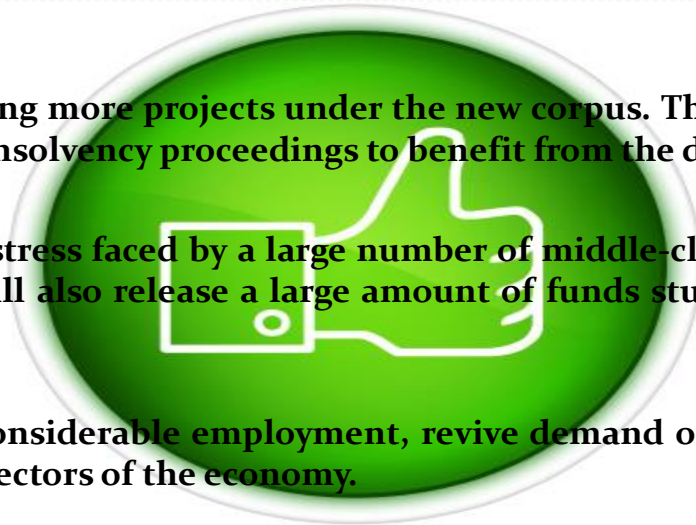 ng more projects under the new corpus. Th
nsolvency proceedings to benefit from the d
stress faced by a large number of middle-cl
ll also release a large amount of funds stu
onsiderable employment, revive demand o
ectors of the economy.